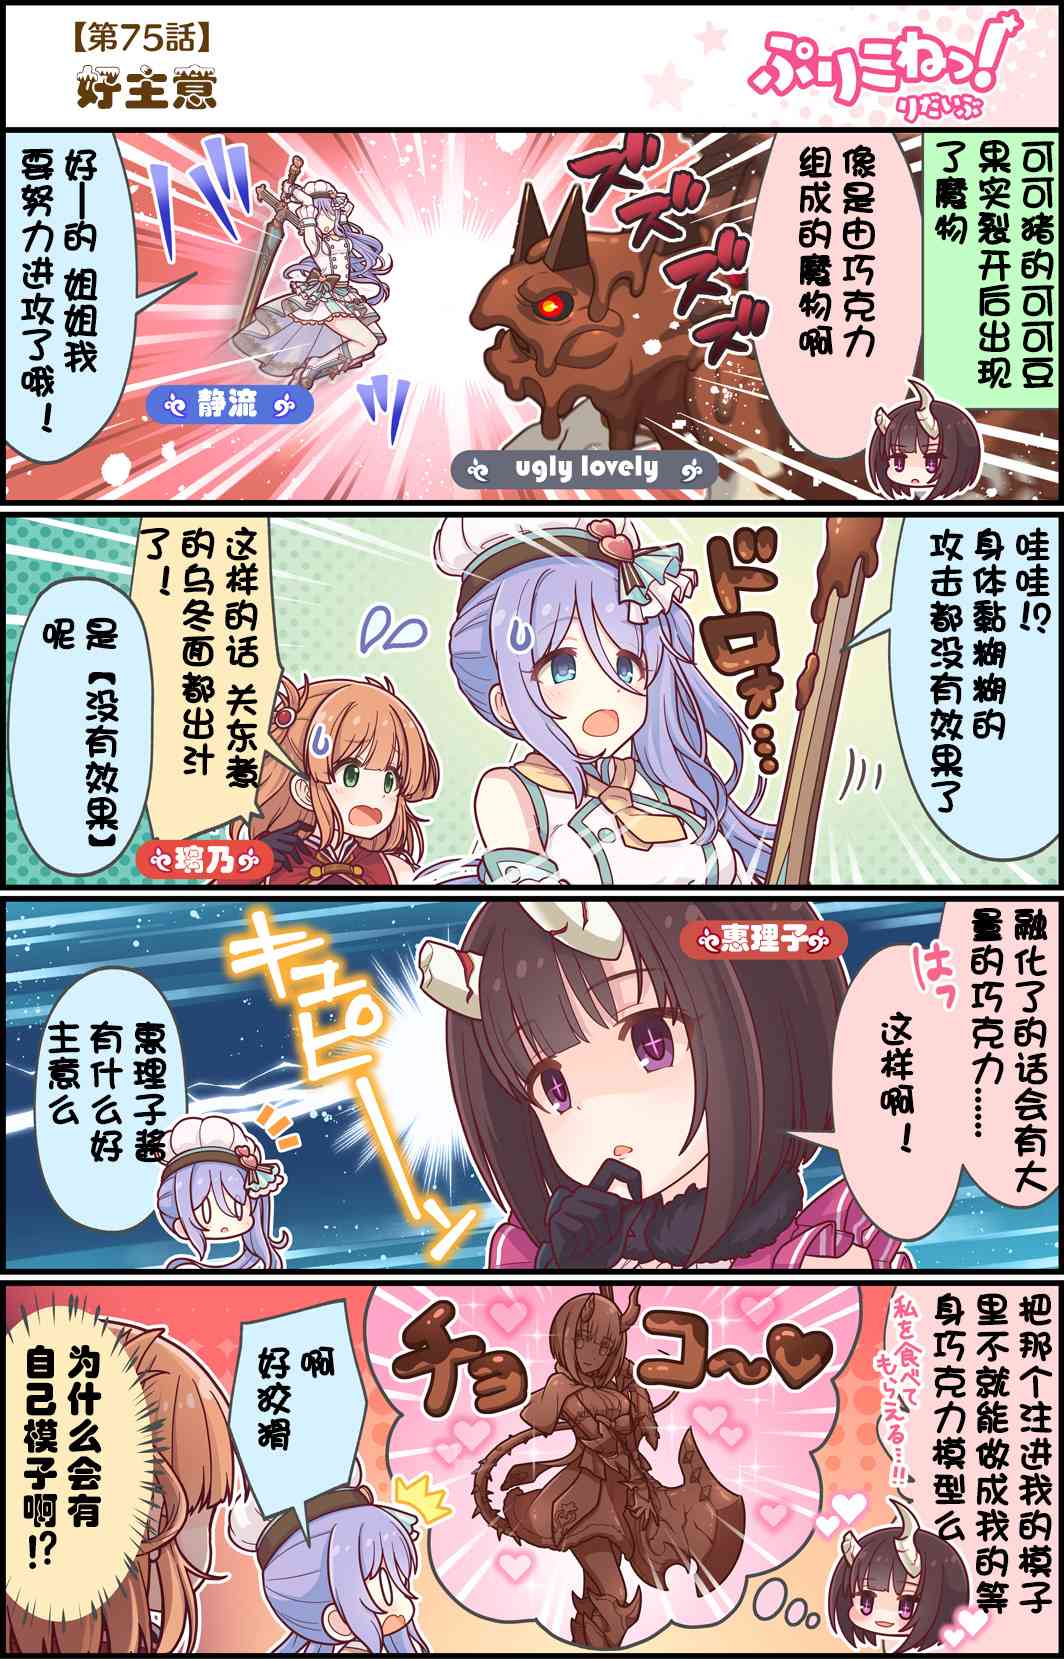 【第75話】
好主意
ぷりこねっ!
りだいぶ
可可猪的可可豆
果实裂开后出现
了魔物
像是由巧克力
组成的魔物啊
ズズ
ズズ
好—的 姐姐我
要努力进攻了哦！
静流
ugly lovely
哇哇!?
身体黏糊糊的
攻击都没有效果了
ドロォ…
这样的话 关东煮
的乌冬面都出汁
了！
是【没有效果】
呢
璃乃
融化了的话会有大
量的巧克力……
はっ
这样啊！
惠理子
キュピーーン
惠理子酱
有什么好
主意么
把那个注进我的模子
里不就能做成我的等
身巧克力模型么
私を食べて
もらえる…!!
チョコ～♥
啊
好狡猾
为什么会有
自己模子啊!?